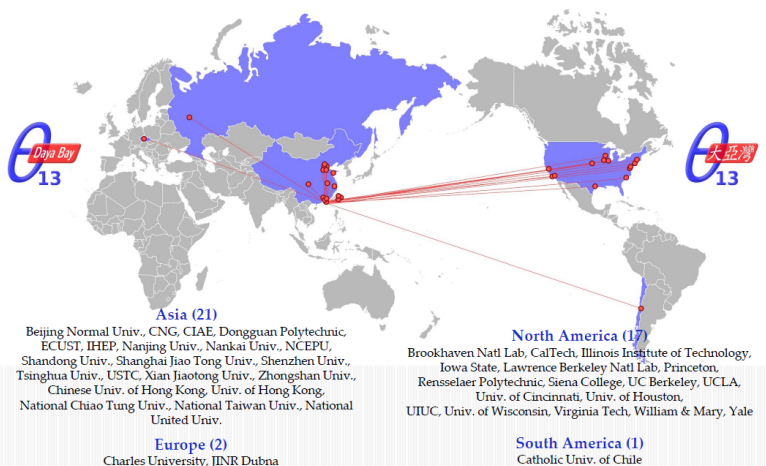 θ
Daya Bay
13
θ
大亞灣
13
Asia (21)
Beijing Normal Univ., CNG, CIAE, Dongguan Polytechnic,
ECUST, IHEP, Nanjing Univ., Nankai Univ., NCEPU,
Shandong Univ., Shanghai Jiao Tong Univ., Shenzhen Univ.,
Tsinghua Univ., USTC, Xian Jiaotong Univ., Zhongshan Univ.,
Chinese Univ. of Hong Kong, Univ. of Hong Kong,
National Chiao Tung Univ., National Taiwan Univ., National
United Univ.
Europe (2)
Charles University, JINR Dubna
North America (17)
Brookhaven Natl Lab, CalTech, Illinois Institute of Technology,
Iowa State, Lawrence Berkeley Natl Lab, Princeton,
Rensselaer Polytechnic, Siena College, UC Berkeley, UCLA,
Univ. of Cincinnati, Univ. of Houston,
UIUC, Univ. of Wisconsin, Virginia Tech, William & Mary, Yale
South America (1)
Catholic Univ. of Chile